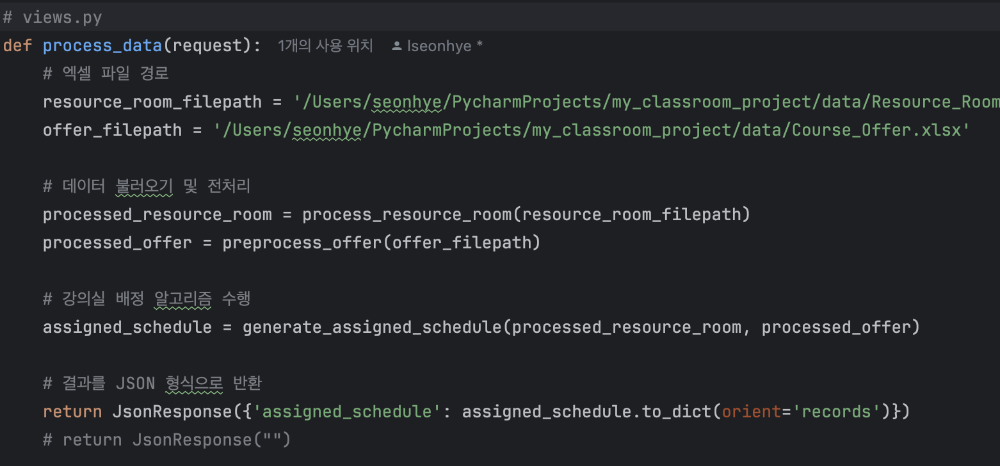 # views.py
def process_data(request): 1개의 사용 위치 lseonhye *
# 엑셀 파일 경로
resource_room_filepath = '/Users/seonhye/PycharmProjects/my_classroom_project/data/Resource_Room
offer_filepath = '/Users/seonhye/PycharmProjects/my_classroom_project/data/Course_Offer.xlsx'
# 데이터 불러오기 및 전처리
processed_resource_room = process_resource_room(resource_room_filepath)
processed_offer = preprocess_offer(offer_filepath)
# 강의실 배정 알고리즘 수행
assigned_schedule = generate_assigned_schedule(processed_resource_room, processed_offer)
# 결과를 JSON 형식으로 반환
return JsonResponse({'assigned_schedule': assigned_schedule.to_dict(orient='records')})
# return JsonResponse("")